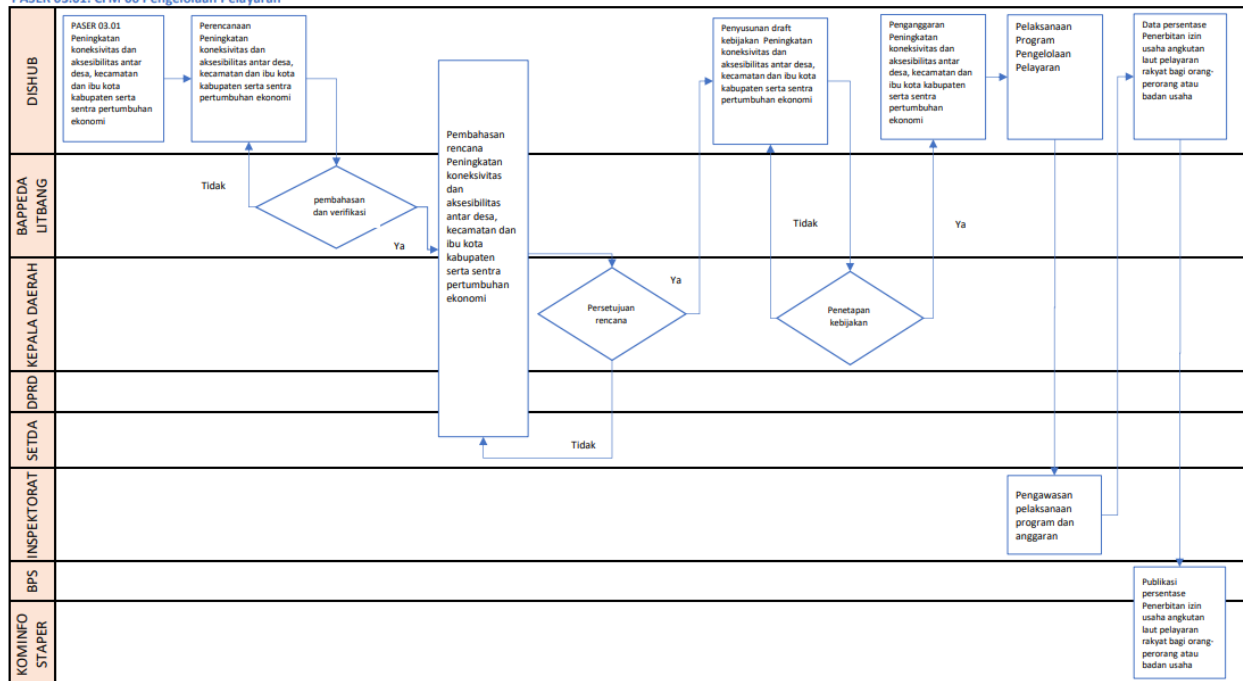 PASER 03.01. CFM 06 Pengelolaan Pelayaran
DISHUB
PASER 03.01
Peningkatan
koneksivitas dan
aksesibilitas antar
desa, kecamatan
dan ibu kota
kabupaten serta
sentra pertumbuhan
ekonomi
Perencanaan
Peningkatan
koneksivitas dan
aksesibilitas antar desa,
kecamatan dan ibu kota
kabupaten serta sentra
pertumbuhan ekonomi
Penyusunan draft
kebijakan Peningkatan
koneksivitas dan
aksesibilitas antar desa,
kecamatan dan ibu kota
kabupaten serta sentra
pertumbuhan ekonomi
Penganggaran
Peningkatan
koneksivitas dan
aksesibilitas antar
desa, kecamatan dan
ibu kota kabupaten
serta sentra
pertumbuhan
ekonomi
Pelaksanaan
Program
Pengelolaan
Pelayaran
Data persentase
Penerbitan izin
usaha angkutan
laut pelayaran
rakyat bagi orang-
perorang atau
badan usaha
BAPPEDA
LITBANG
Tidak
pembahasan
dan verifikasi
Ya
Pembahasan
rencana
Peningkatan
koneksivitas
dan
aksesibilitas
antar desa,
kecamatan dan
ibu kota
kabupaten
serta sentra
pertumbuhan
ekonomi
Tidak
Ya
KEPALA DAERAH
Persetujuan
rencana
Ya
Penetapan
kebijakan
DPRD
SETDA
Tidak
INSPEKTORAT
Pengawasan
pelaksanaan
program dan
anggaran
BPS
Publikasi
persentase
Penerbitan izin
usaha angkutan
laut pelayaran
rakyat bagi orang-
perorang atau
badan usaha
KOMINFO
STAPER